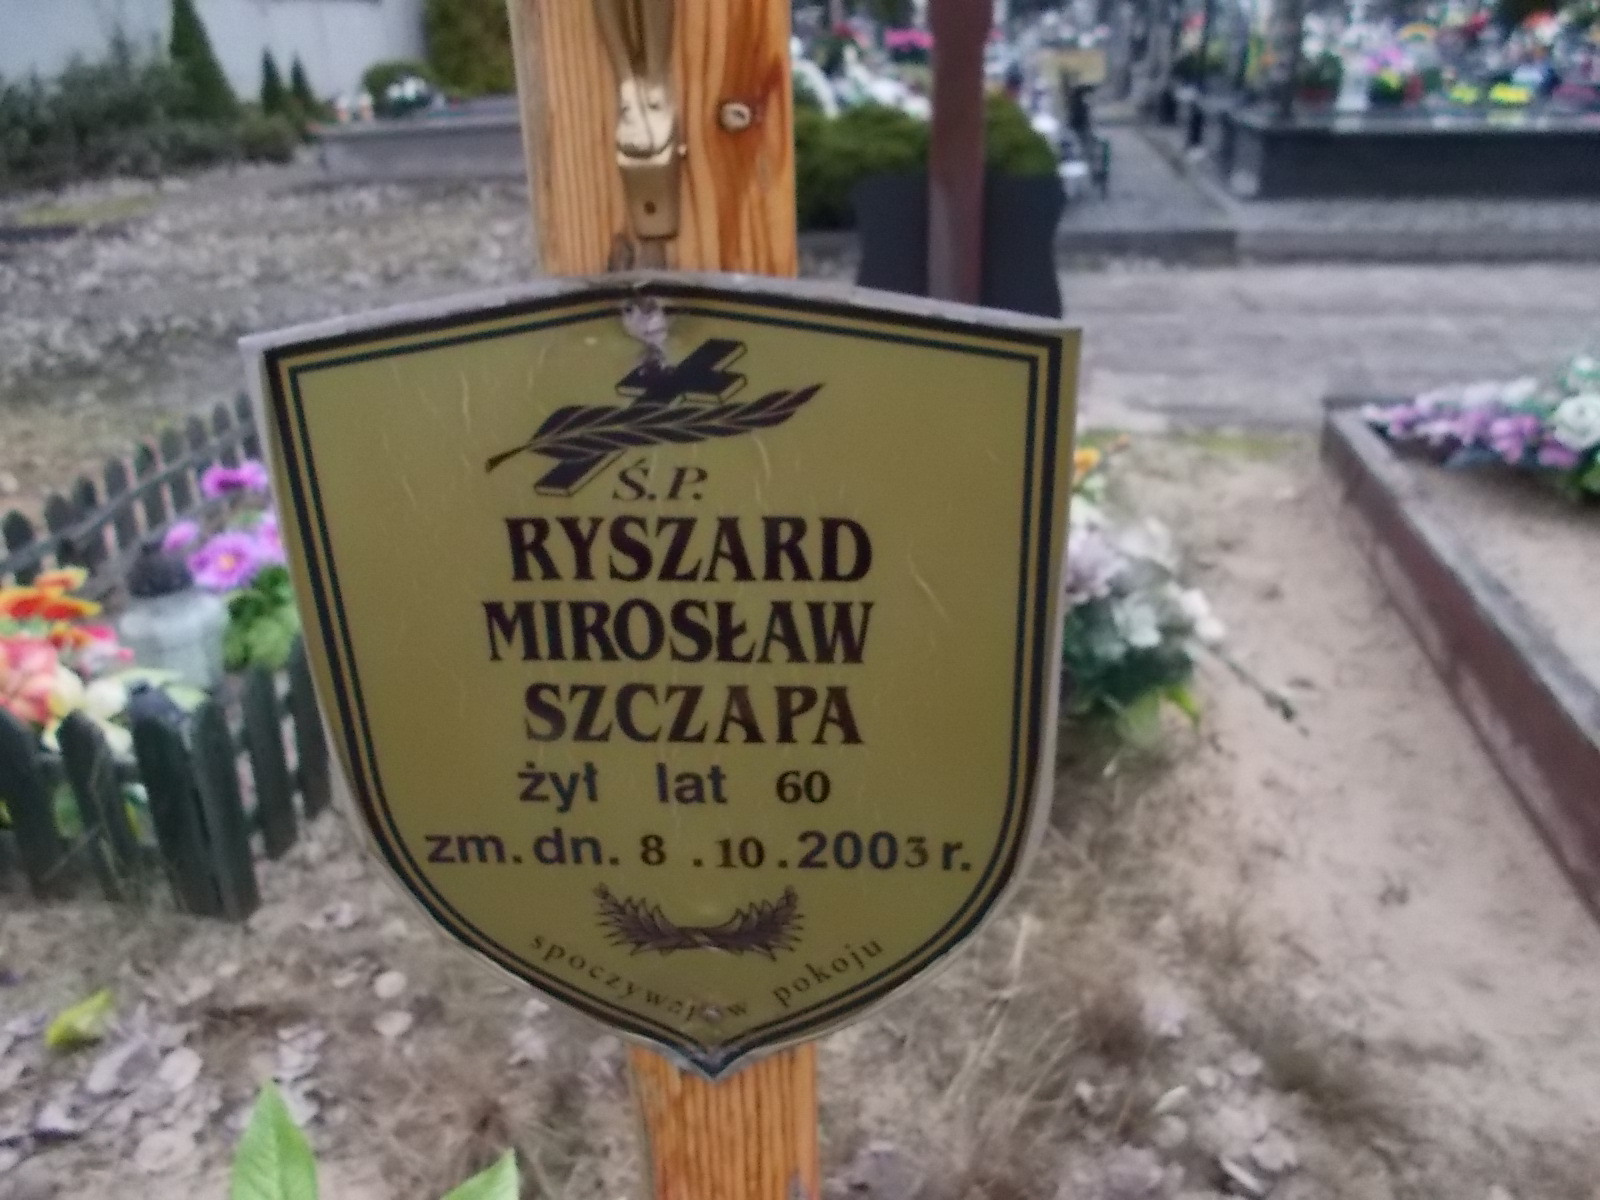 Ś.P.
RYSZARD
MIROSŁAW
SZCZAPA
żył lat 60
zm. dn. 8 . 10 . 2003 r.
spoczywaj w pokoju